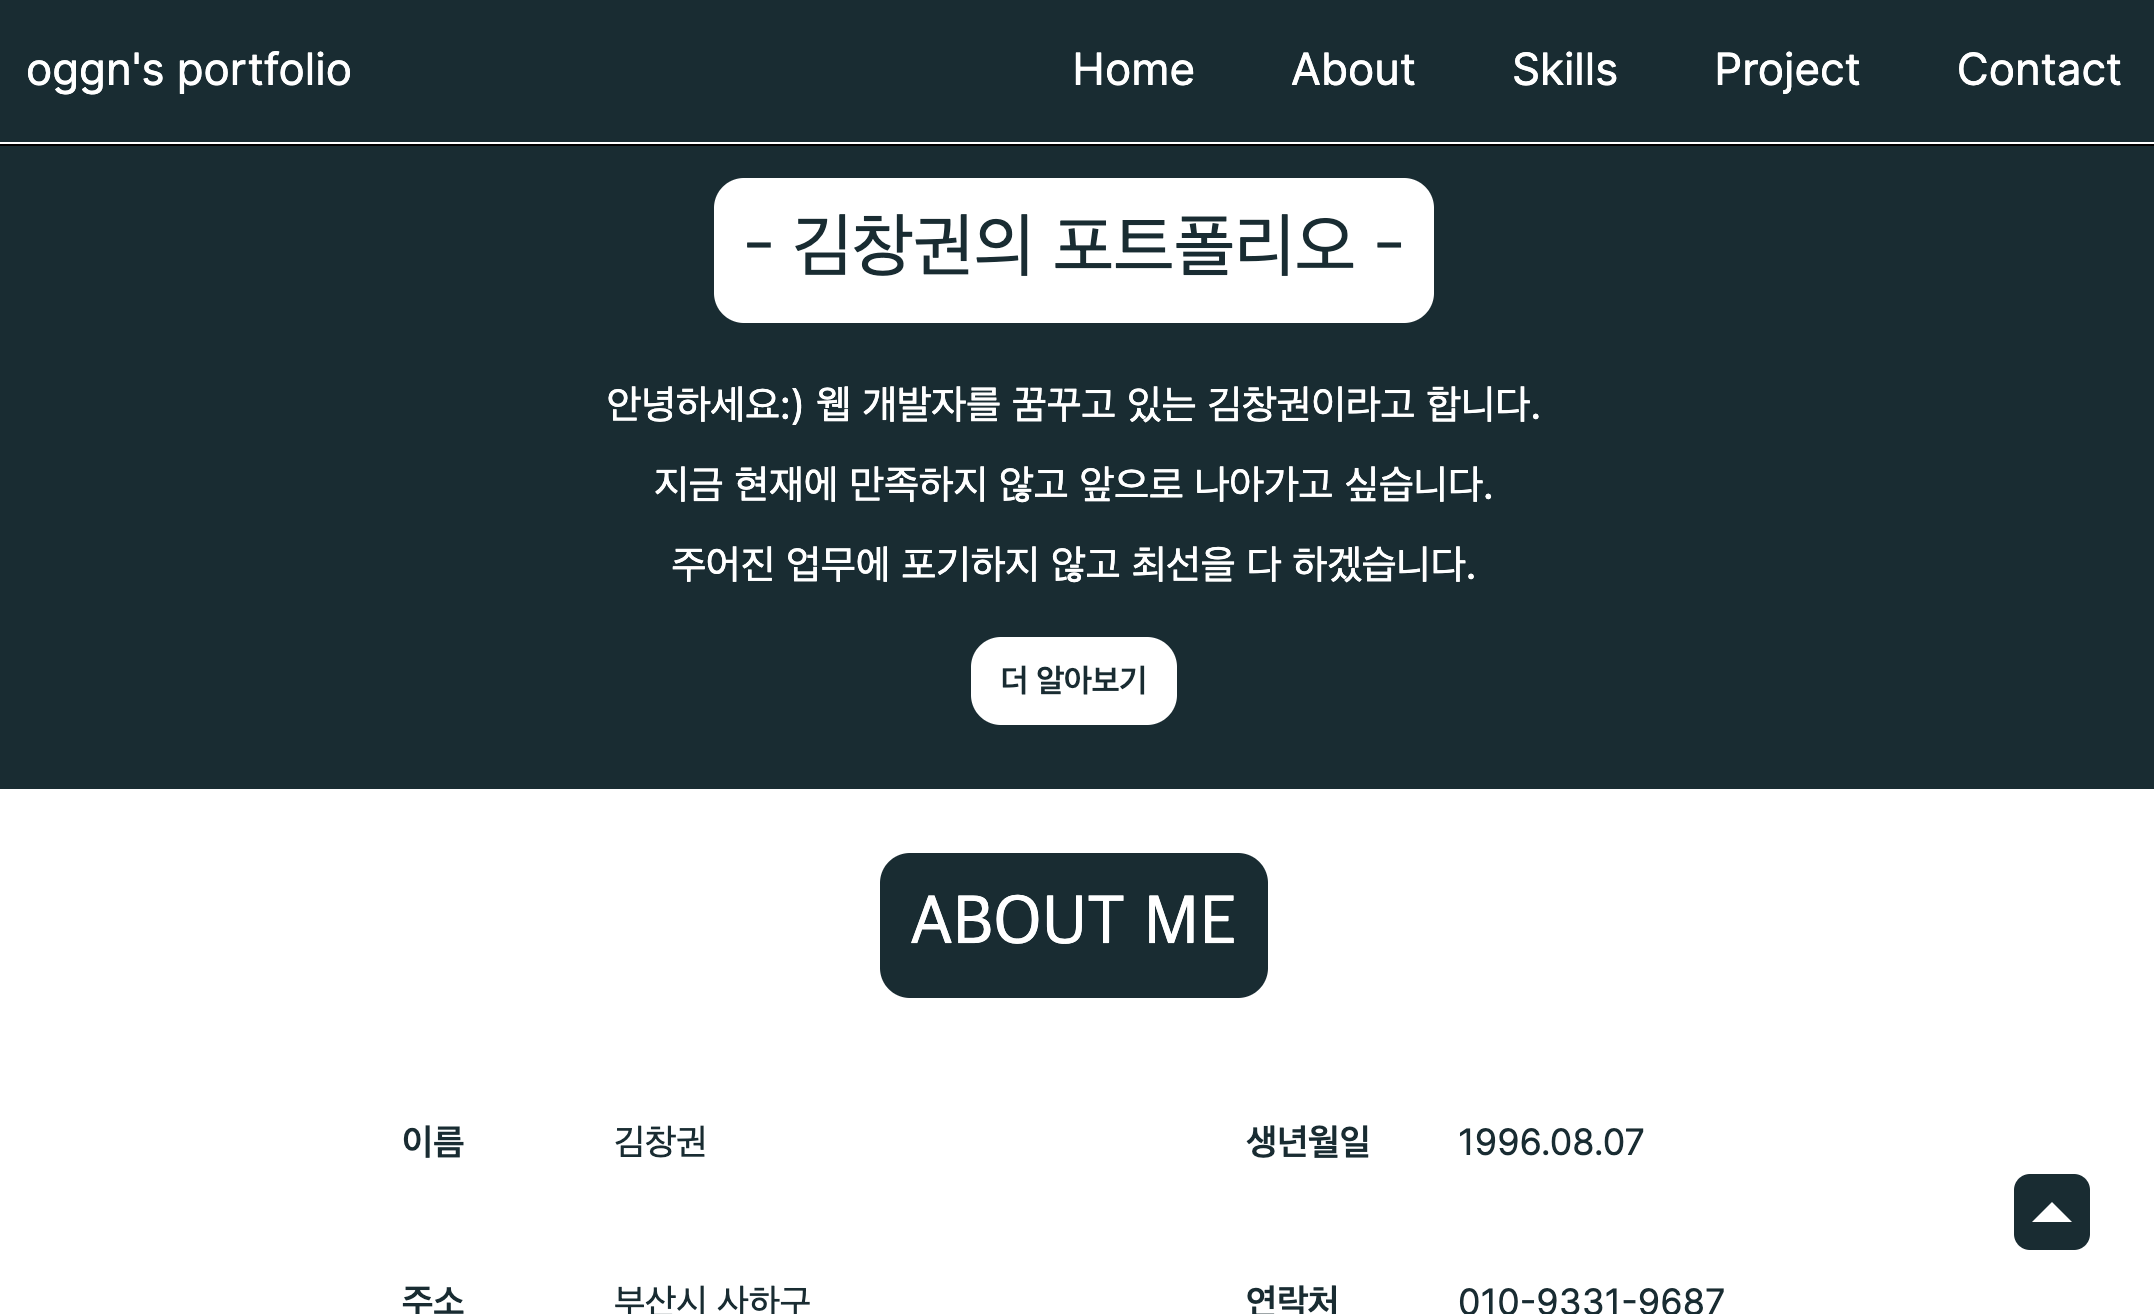 oggn's portfolio Home About Skills Project Contact
- 김창권의 포트폴리오 -
안녕하세요:) 웹 개발자를 꿈꾸고 있는 김창권이라고 합니다.
지금 현재에 만족하지 않고 앞으로 나아가고 싶습니다.
주어진 업무에 포기하지 않고 최선을 다 하겠습니다.
더 알아보기
ABOUT ME
이름 김창권 생년월일 1996.08.07
주소 부산시 사하구 연락처 010-9331-9687